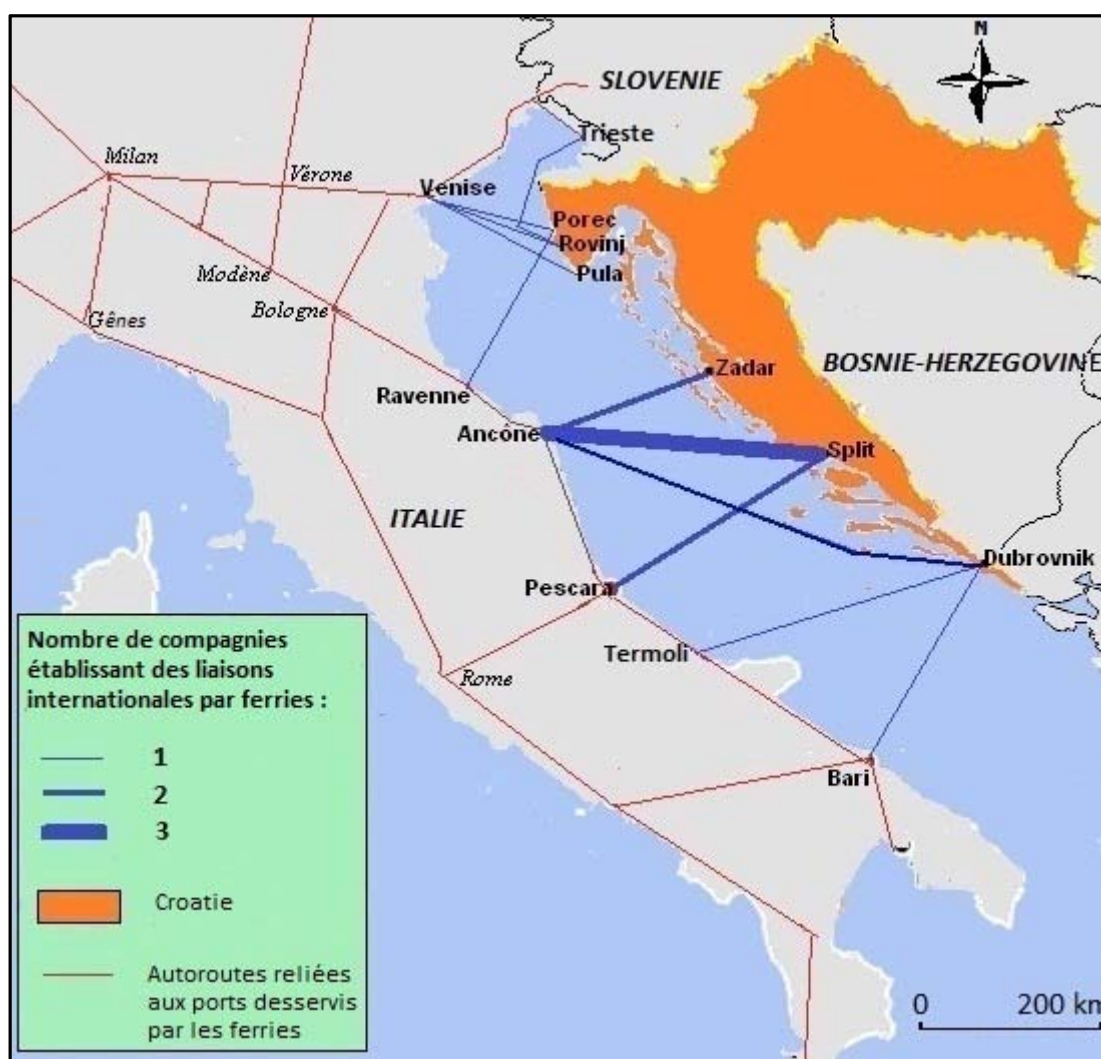 N
SLOVENIE
Trieste
Milan
Vérone
Venise
Porec
Rovinj
Pula
Modène
Bologne
Gênes
BOSNIE-HERZEGOVINE
Zadar
Ravenne
Ancône
Split
ITALIE
Dubrovnik
Pescara
Termoli
Rome
Bari
Nombre de compagnies
établissant des liaisons
internationales par ferries :
1
2
3
Croatie
Autoroutes reliées
aux ports desservis
par les ferries
0 200 km